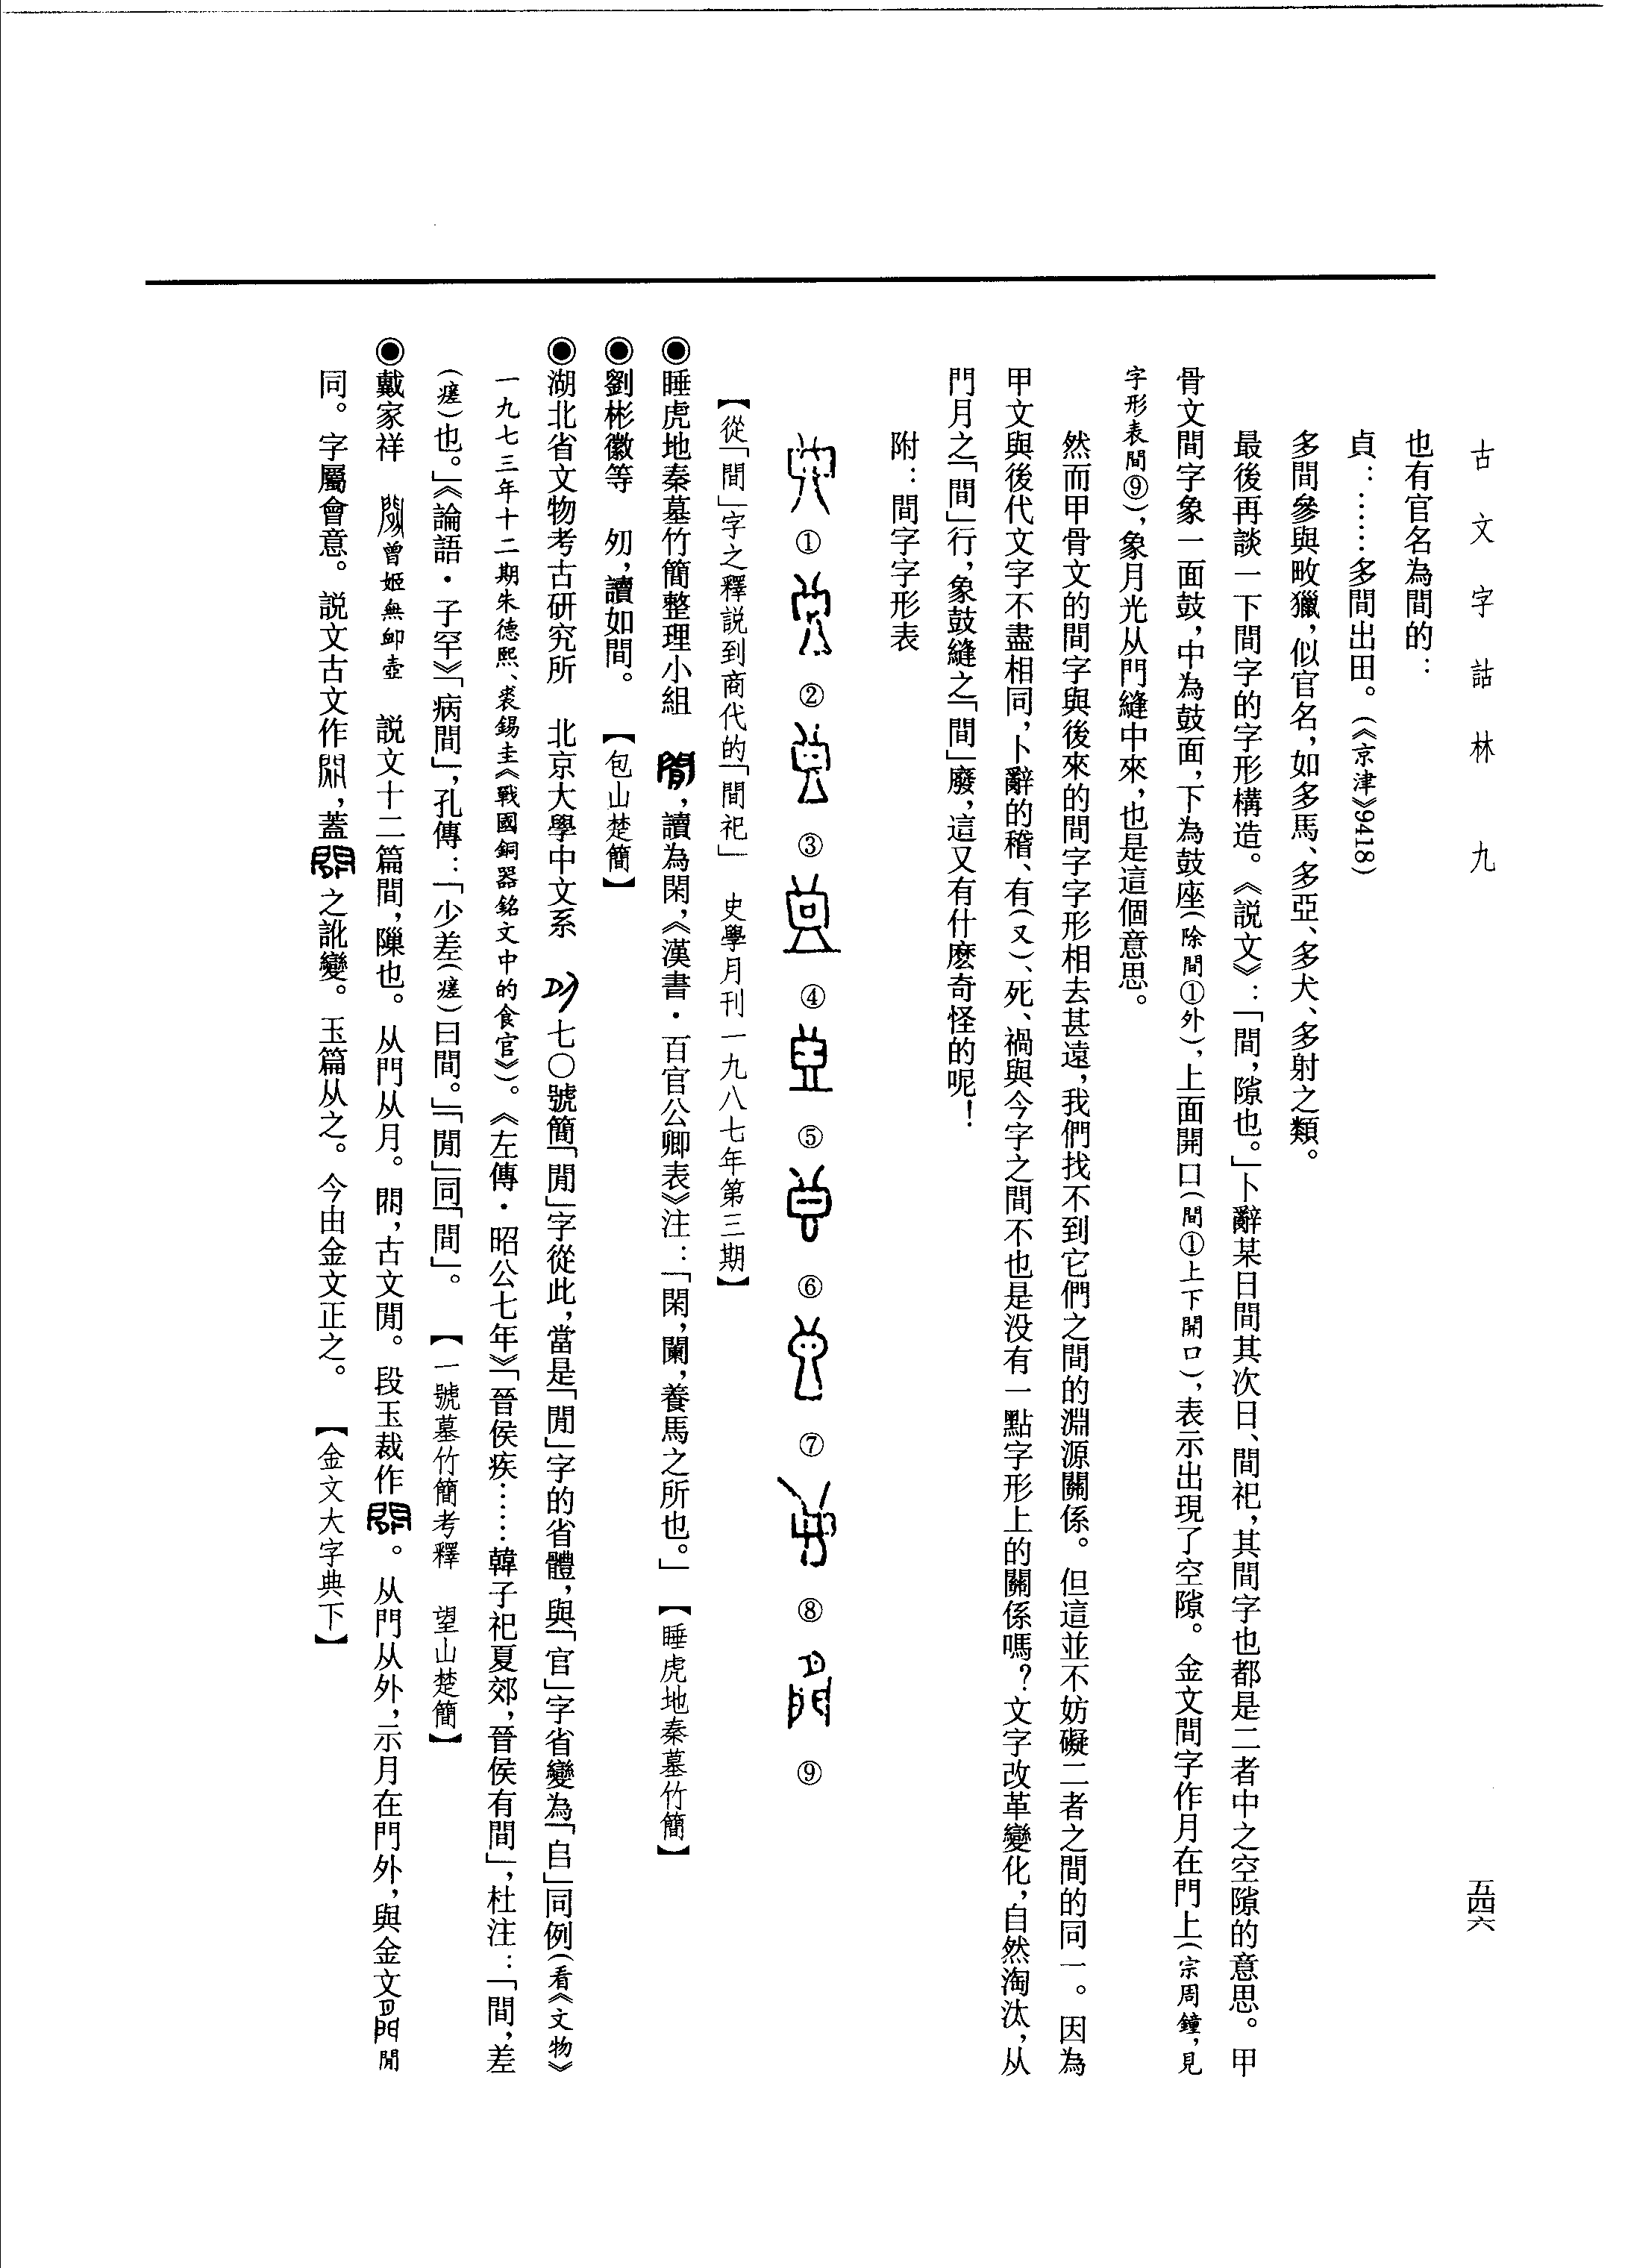 古文字詁林 九
五四六
也有官名為間的：
貞：……多間出田。（《京津》9418）
多間參與畋獵，似官名，如多馬、多亞、多犬、多射之類。
最後再談一下間字的字形構造。《説文》：「間，隙也。」卜辭某日間其次日、間祀，其間字也都是二者中之空隙的意思。甲
骨文間字象一面鼓，中為鼓面，下為鼓座（除間①外），上面開口（間①上下開口），表示出現了空隙。金文間字作月在門上（宗周鐘，見
字形表間⑨），象月光从門縫中來，也是這個意思。
然而甲骨文的間字與後來的間字字形相去甚遠，我們找不到它們之間的淵源關係。但這並不妨礙二者之間的同一。因為
甲文與後代文字不盡相同，卜辭的稽、有（又）、死、禍與今字之間不也是没有一點字形上的關係嗎？文字改革變化，自然淘汰，从
門月之「間」行，象鼓縫之「間」廢，這又有什麽奇怪的呢！
附：間字字形表
① ② ③ ④ ⑤ ⑥ ⑦ ⑧ ⑨
【從「間」字之釋説到商代的「間祀」 史學月刊一九八七年第三期】
◉睡虎地秦墓竹簡整理小組 ，讀為閑，《漢書·百官公卿表》注：「閑，闌，養馬之所也。」【睡虎地秦墓竹簡】
◉劉彬徽等 刎，讀如間。【包山楚簡】
◉湖北省文物考古研究所 北京大學中文系 七〇號簡「閒」字從此，當是「閒」字的省體，與「官」字省變為「𠂤」同例（看《文物》
一九七三年十二期朱德熙、裘錫圭《戰國銅器銘文中的食官》）。《左傳·昭公七年》「晉侯疾……韓子祀夏郊，晉侯有間」，杜注：「間，差
（瘥）也。」《論語·子罕》「病間」，孔傳：「少差（瘥）曰間。」「閒」同「間」。【一號墓竹簡考釋 望山楚簡】
◉戴家祥 曾姬無卹壺 説文十二篇間，隟也。从門从月。閞，古文閒。段玉裁作 。从門从外，示月在門外，與金文 閒
同。字屬會意。説文古文作 ，蓋 之訛變。玉篇从之。今由金文正之。【金文大字典下】